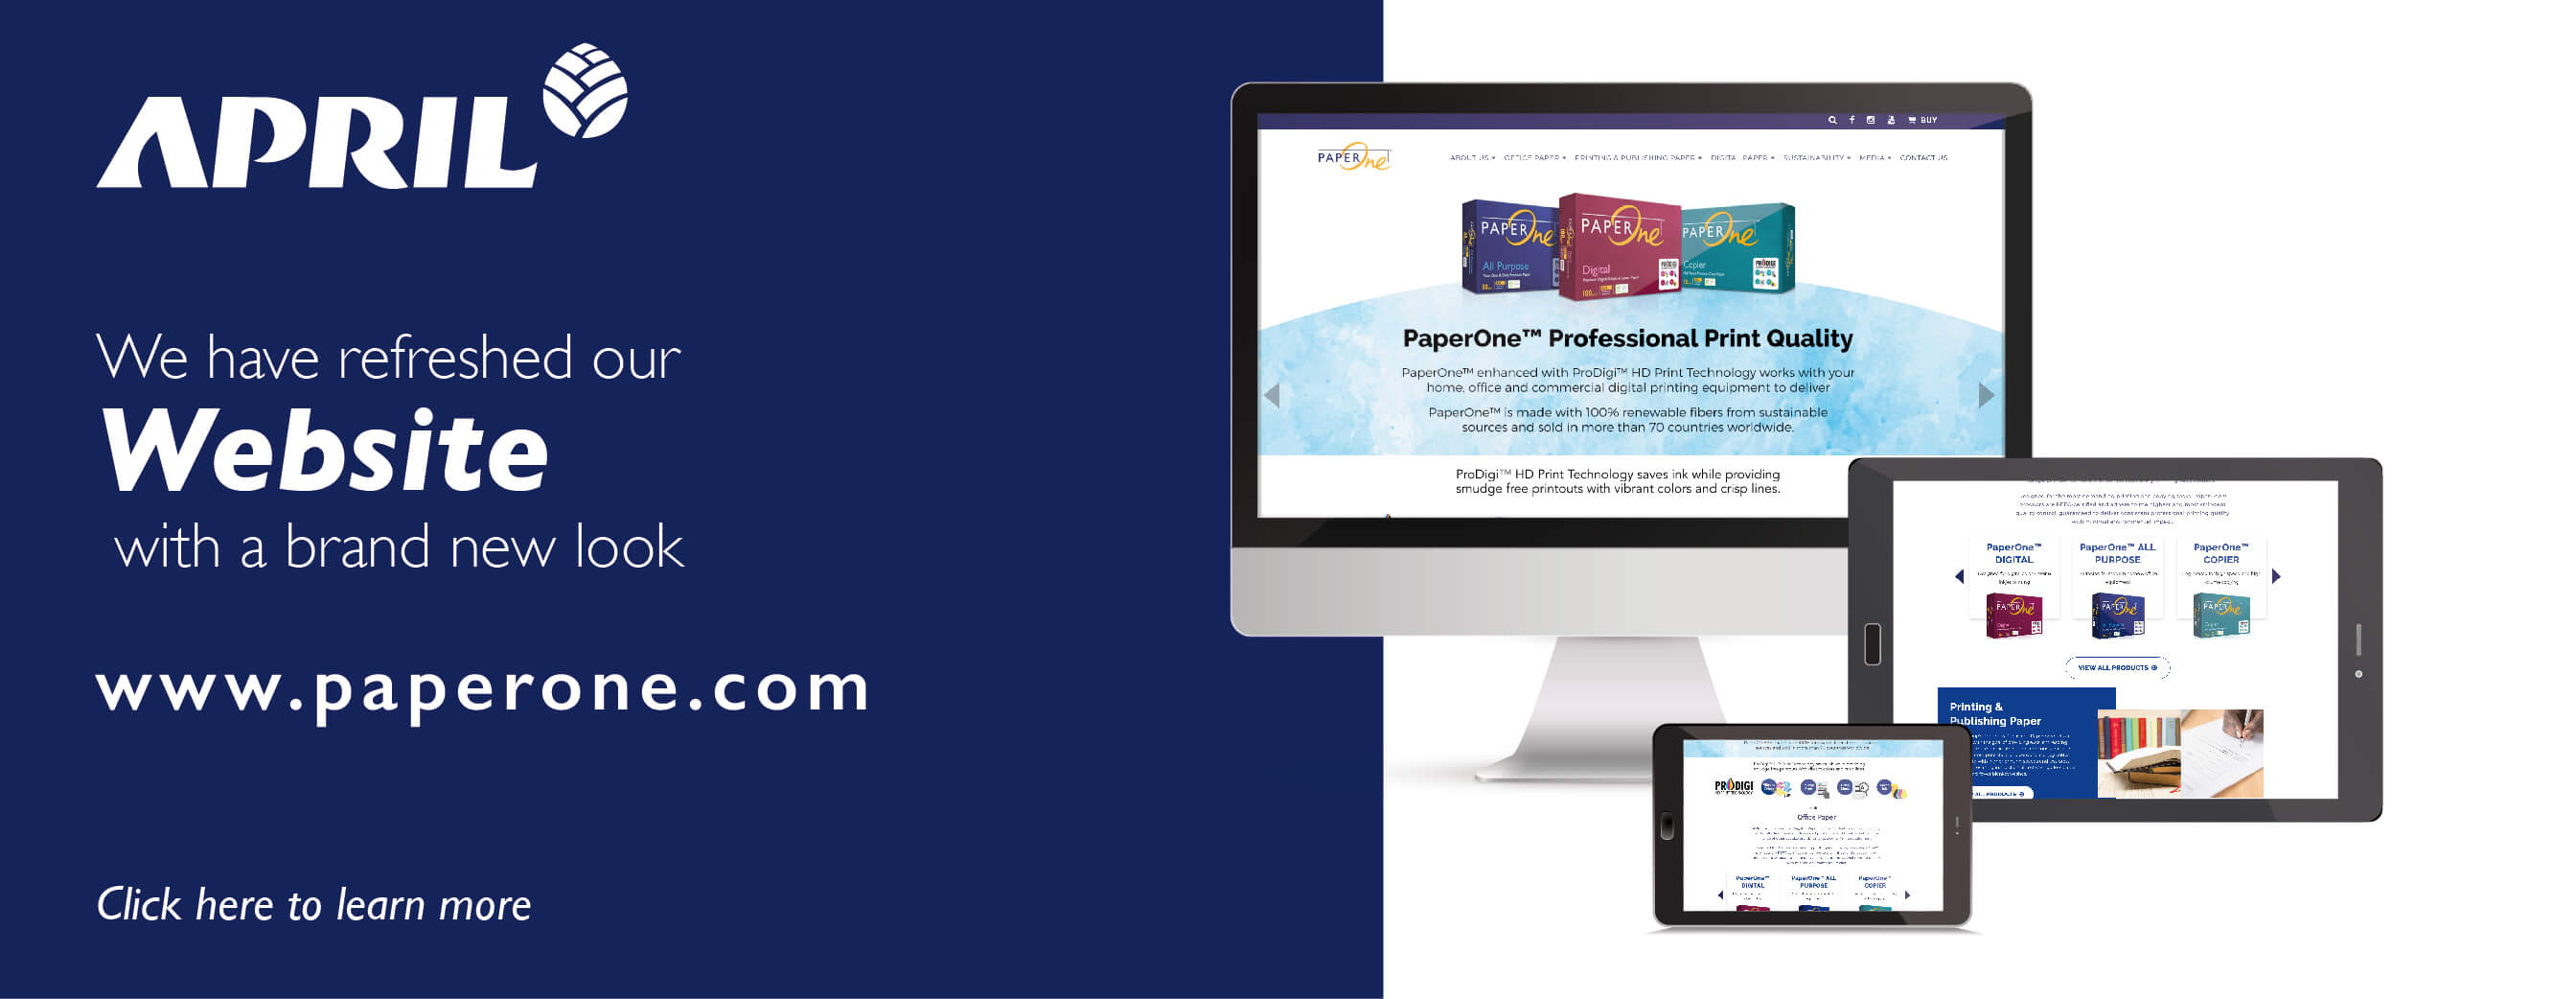 APRIL
We have refreshed our
Website
with a brand new look
www.paperone.com
Click here to learn more
BUY
PAPER One
ABOUT US
OFFICE PAPER
PRINTING & PUBLISHING PAPER
DIGITAL PAPER
SUSTAINABILITY
MEDIA
CONTACT US
PAPER One
All Purpose
PAPER One
Digital
PAPER One
Copier
PRODIGI
PaperOne™ Professional Print Quality
PaperOne™ enhanced with ProDigi™ HD Print Technology works with your
home, office and commercial digital printing equipment to deliver
PaperOne™ is made with 100% renewable fibers from sustainable
sources and sold in more than 70 countries worldwide.
ProDigi™ HD Print Technology saves ink while providing
smudge free printouts with vibrant colors and crisp lines.
PaperOne™
DIGITAL
PaperOne™ ALL
PURPOSE
PaperOne™
COPIER
VIEW ALL PRODUCTS
Printing &
Publishing Paper
ALL PRODUCTS
PRODIGI
Office Paper
PaperOne™
DIGITAL
PaperOne™ ALL
PURPOSE
PaperOne™
COPIER